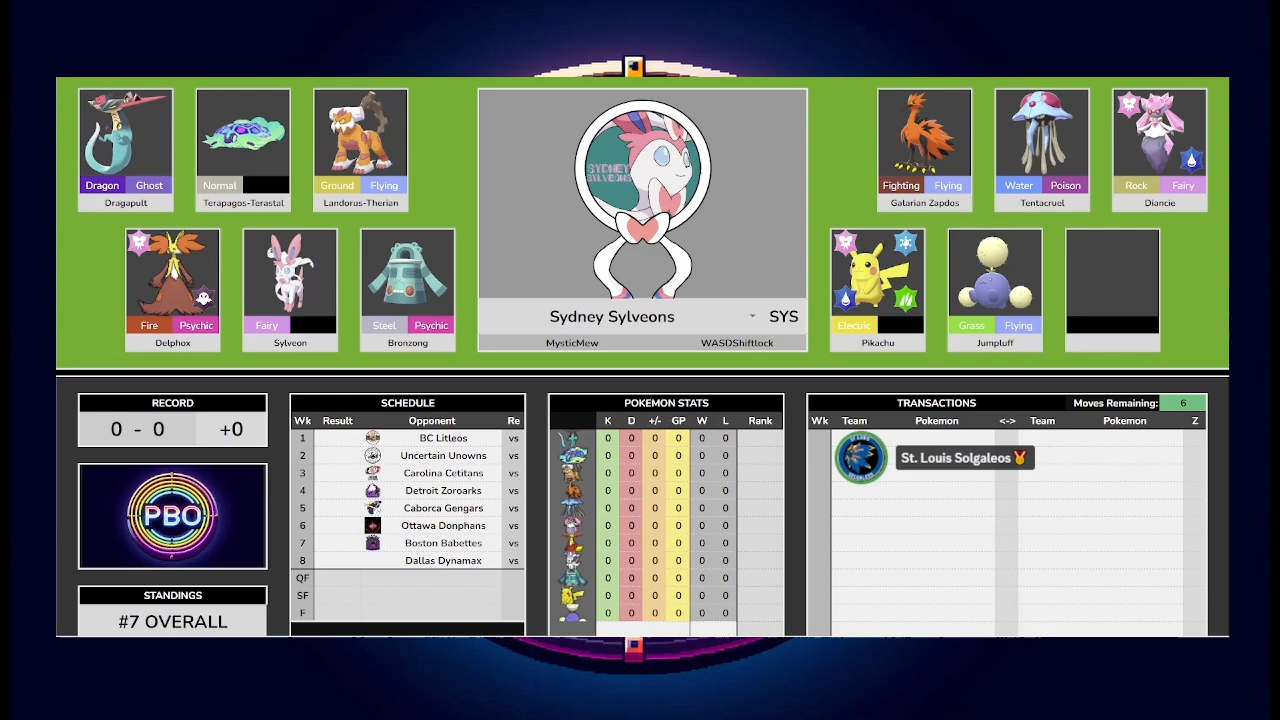 Dragon Ghost
Dragapult
Normal
Terapagos-Terastal
Ground Flying
Landorus-Therian
SYDNEY
SYLVEONS
Fighting Flying
Galarian Zapdos
Water Poison
Tentacruel
Rock Fairy
Diancie
Fire Psychic
Delphox
Fairy
Sylveon
Steel Psychic
Bronzong
Sydney Sylveons SYS
MysticMew WASDShiftlock
Electric
Pikachu
Grass Flying
Jumpluff
RECORD
0 - 0 +0
PBO
STANDINGS
#7 OVERALL
SCHEDULE
Wk Result Opponent Re
1 BC Litleos vs
2 Uncertain Unowns vs
3 Carolina Cetitans vs
4 Detroit Zoroarks vs
5 Caborca Gengars vs
6 Ottawa Donphans vs
7 Boston Babettes vs
8 Dallas Dynamax vs
QF
SF
F
POKEMON STATS
K D +/- GP W L Rank
0 0 0 0 0 0
0 0 0 0 0 0
0 0 0 0 0 0
0 0 0 0 0 0
0 0 0 0 0 0
0 0 0 0 0 0
0 0 0 0 0 0
0 0 0 0 0 0
0 0 0 0 0 0
0 0 0 0 0 0
0 0 0 0 0 0
TRANSACTIONS Moves Remaining: 6
Wk Team Pokemon <-> Team Pokemon Z
ST. LOUIS
SOLGALEOS
St. Louis Solgaleos🏅